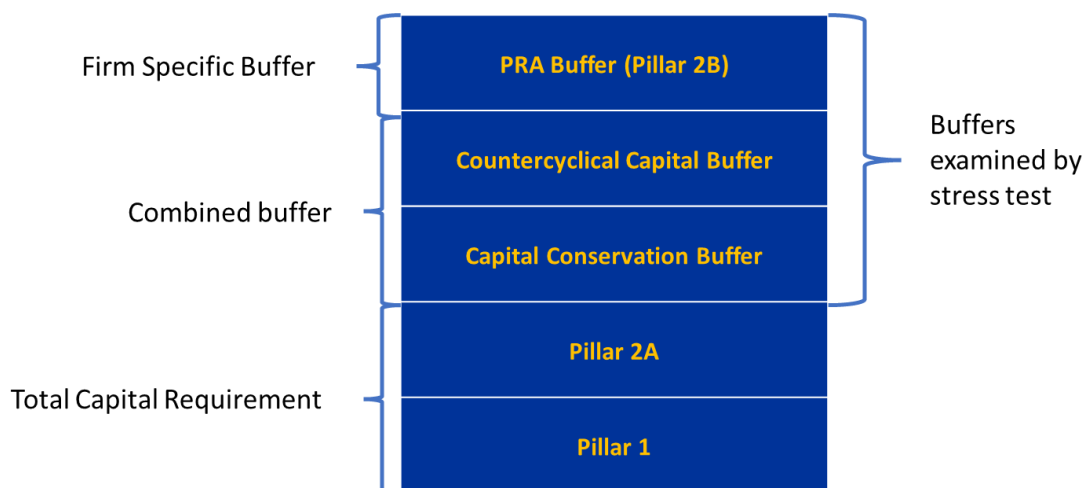 Firm Specific Buffer
PRA Buffer (Pillar 2B)
Countercyclical Capital Buffer
Buffers
examined by
stress test
Combined buffer
Capital Conservation Buffer
Pillar 2A
Total Capital Requirement
Pillar 1